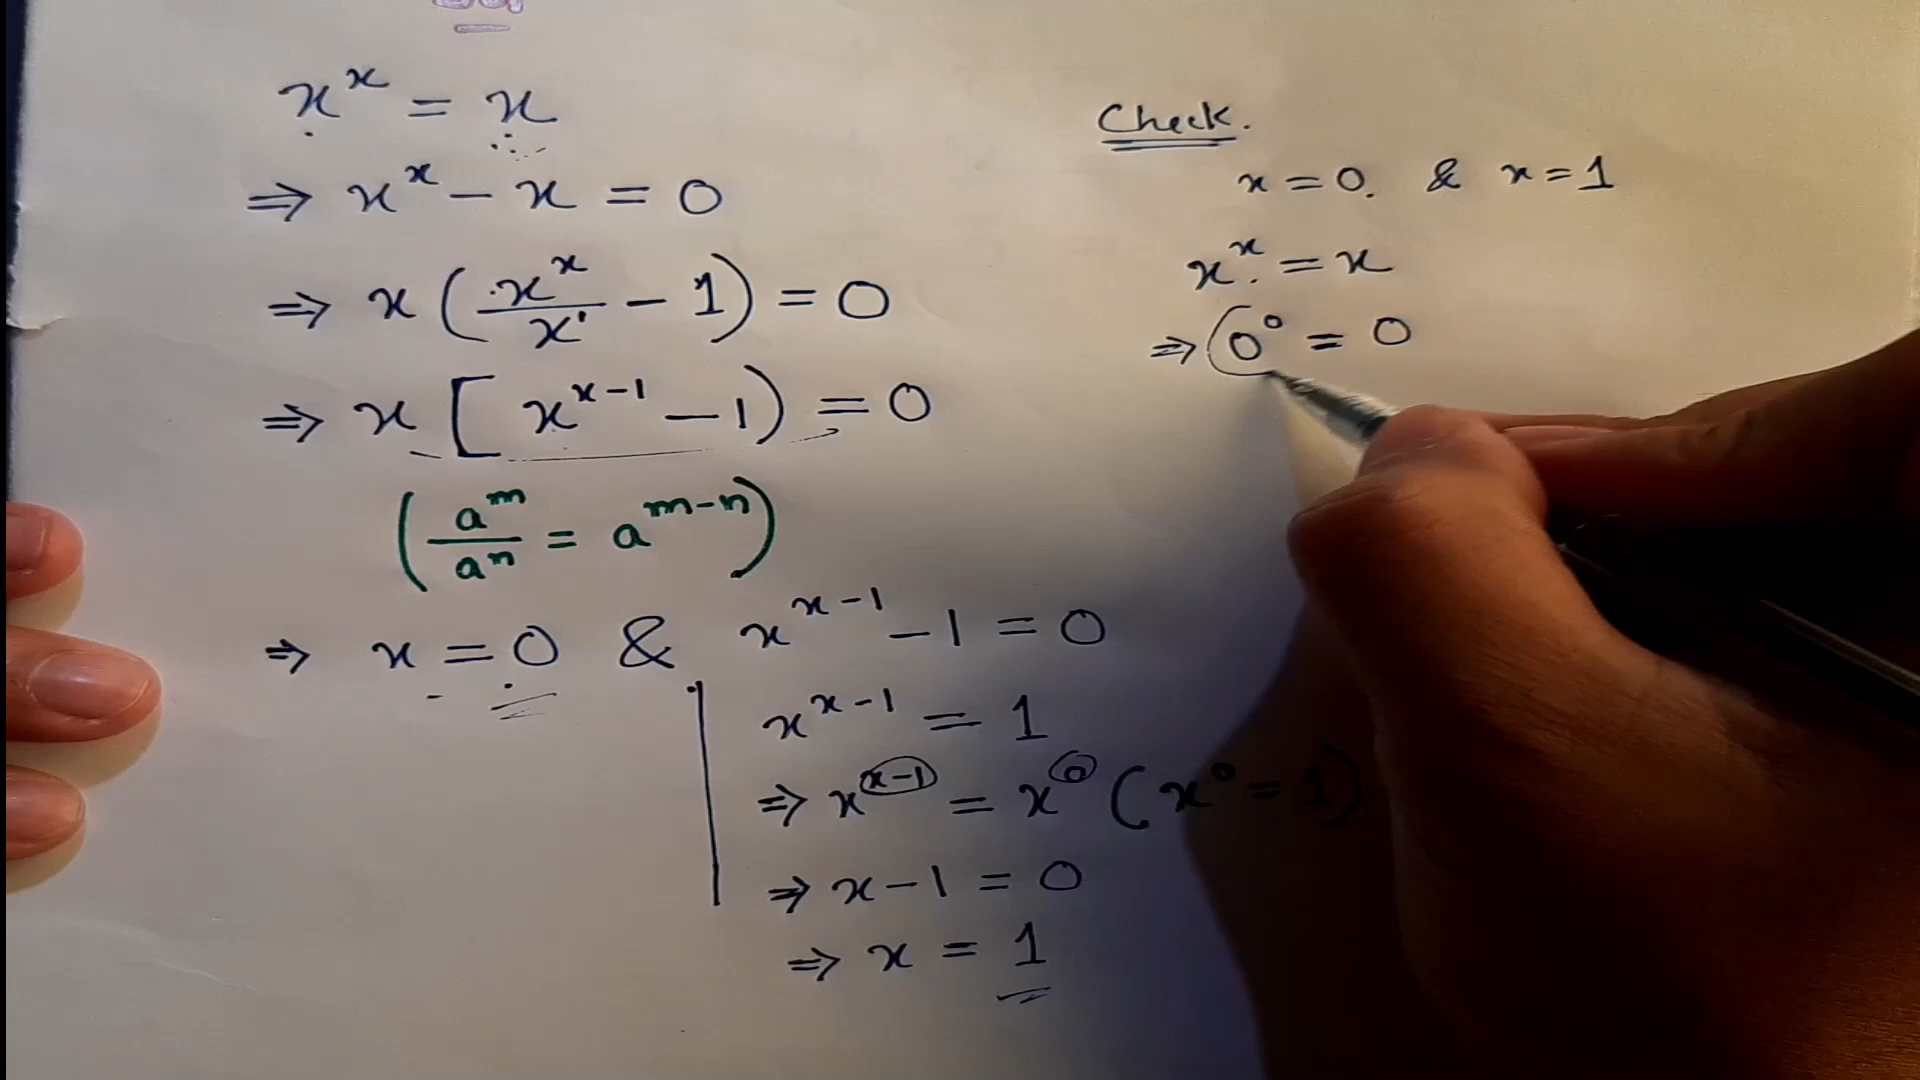 x^x = x
⇒ x^x − x = 0
⇒ x (x^x/x^1 − 1) = 0
⇒ x [x^(x−1) − 1) = 0
(a^m/a^n = a^(m−n))
⇒ x = 0 & x^(x−1) − 1 = 0
x^(x−1) = 1
⇒ x^(x−1) = x^0 (x^0 = 1)
⇒ x − 1 = 0
⇒ x = 1
Check.
x = 0. & x = 1
x^x = x
⇒ 0^0 = 0